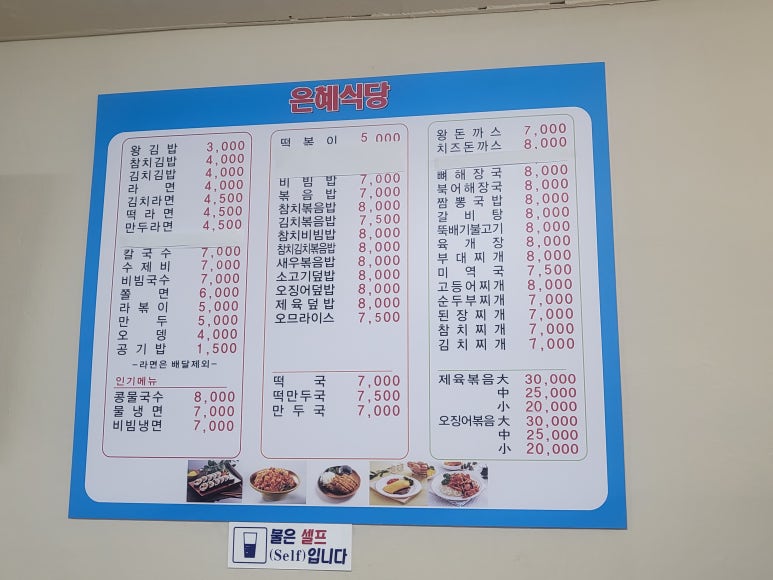 은혜식당
왕김밥 3,000
참치김밥 4,000
김치김밥 4,000
라면 4,000
김치라면 4,500
떡라면 4,500
만두라면 4,500
칼국수 7,000
수제비 7,000
비빔국수 7,000
쫄면 6,000
라볶이 5,000
만두 5,000
오뎅 4,000
공기밥 1,500
-라면은 배달제외-
인기메뉴
콩물국수 8,000
물냉면 7,000
비빔냉면 7,000
떡볶이 5,000
비빔밥 7,000
볶음밥 7,000
참치볶음밥 8,000
김치볶음밥 7,500
참치비빔밥 8,000
참치김치볶음밥 8,000
새우볶음밥 8,000
소고기덮밥 8,000
오징어덮밥 8,000
제육덮밥 8,000
오므라이스 7,500
떡국 7,000
떡만두국 7,500
만두국 7,000
왕돈까스 7,000
치즈돈까스 8,000
뼈해장국 8,000
북어해장국 8,000
짬뽕국밥 8,000
갈비탕 8,000
뚝배기불고기 8,000
육개장 8,000
부대찌개 8,000
미역국 7,500
고등어찌개 8,000
순두부찌개 7,000
된장찌개 7,000
참치찌개 7,000
김치찌개 7,000
제육볶음 大 30,000
中 25,000
小 20,000
오징어볶음 大 30,000
中 25,000
小 20,000
물은 셀프
(Self)입니다